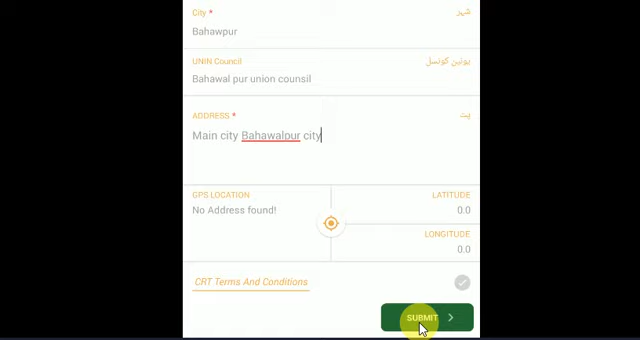 City * شہر
Bahawpur
UNIN Council یونین کونسل
Bahawal pur union counsil
ADDRESS * پتہ
Main city Bahawalpur city
GPS LOCATION LATITUDE
No Address found! 0.0
LONGITUDE
0.0
CRT Terms And Conditions
SUBMIT